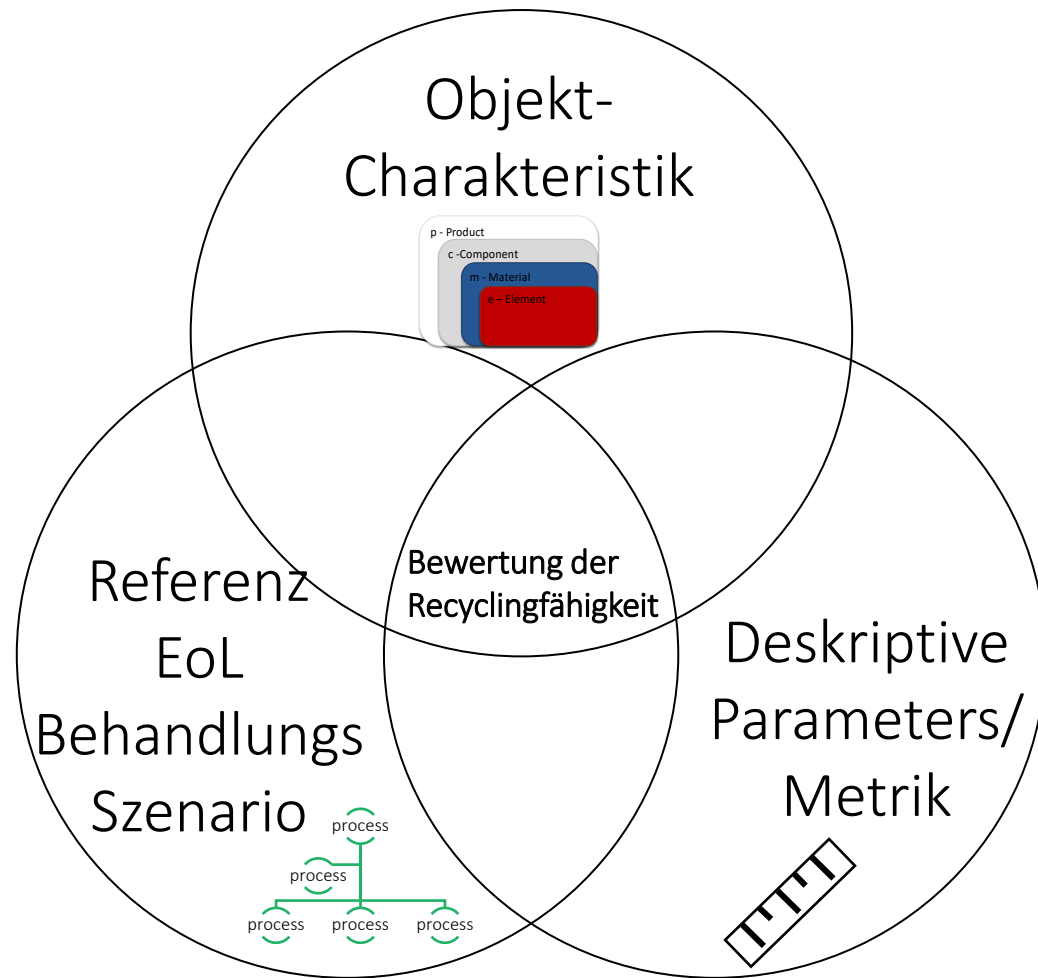 Objekt-
Charakteristik
p - Product
c -Component
m - Material
e - Element
Bewertung der
Recyclingfähigkeit
Referenz
EoL
Behandlungs
Szenario
Deskriptive
Parameters/
Metrik
process
process
process process process